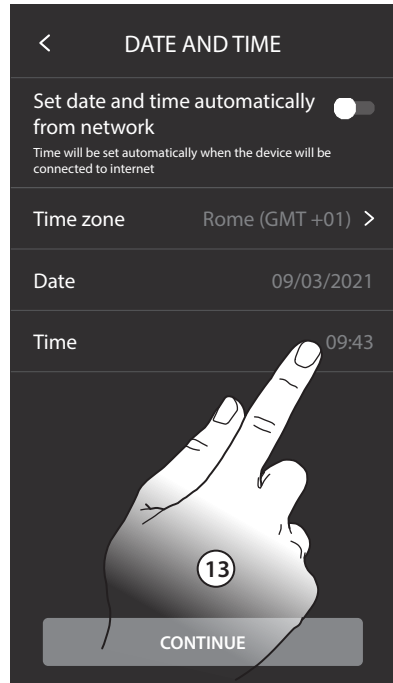 DATE AND TIME
Set date and time automatically
from network
Time will be set automatically when the device will be
connected to internet
Time zone Rome (GMT +01) >
Date 09/03/2021
Time 09:43
13
CONTINUE